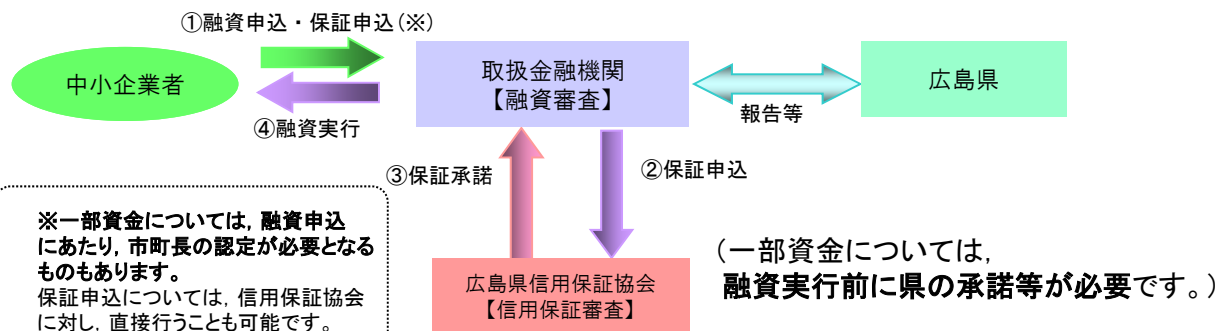 ①融資申込・保証申込(※)
中小企業者
取扱金融機関
【融資審査】
広島県
報告等
④融資実行
③保証承諾
②保証申込
※一部資金については,融資申込
にあたり,市町長の認定が必要となる
ものもあります。
保証申込については,信用保証協会
に対し,直接行うことも可能です。
広島県信用保証協会
【信用保証審査】
(一部資金については,
融資実行前に県の承諾等が必要です。)